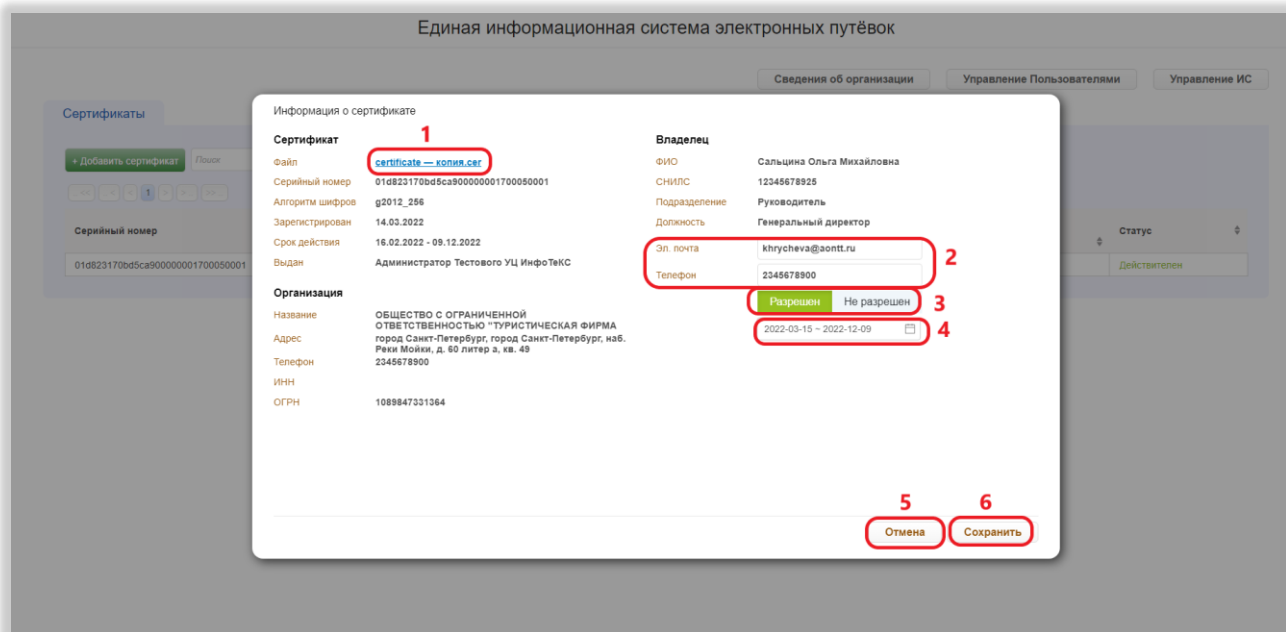 Единая информационная система электронных путёвок
Сведения об организации
Управление Пользователями
Управление ИС
Сертификаты
+ Добавить сертификат
Поиск
<<
<
1
>
>>
Серийный номер
Статус
01d823170bd5ca900000001700050001
Действителен
Информация о сертификате
Сертификат
1
Файл certificate — копия.cer
Серийный номер 01d823170bd5ca900000001700050001
Алгоритм шифров g2012_256
Зарегистрирован 14.03.2022
Срок действия 16.02.2022 - 09.12.2022
Выдан Администратор Тестового УЦ ИнфоТеКС
Организация
Название ОБЩЕСТВО С ОГРАНИЧЕННОЙ
ОТВЕТСТВЕННОСТЬЮ "ТУРИСТИЧЕСКАЯ ФИРМА
Адрес город Санкт-Петербург, город Санкт-Петербург, наб.
Реки Мойки, д. 60 литер а, кв. 49
Телефон 2345678900
ИНН
ОГРН 1089847331364
Владелец
ФИО Сальцина Ольга Михайловна
СНИЛС 12345678925
Подразделение Руководитель
Должность Генеральный директор
Эл. почта khrycheva@aontt.ru
2
Телефон 2345678900
Разрешен Не разрешен 3
2022-03-15 ~ 2022-12-09 4
5 6
Отмена Сохранить